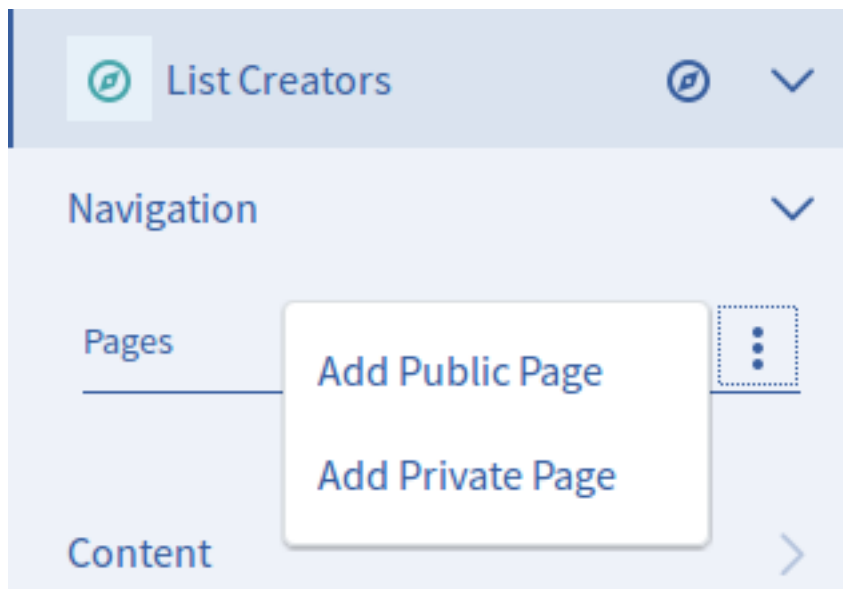 List Creators
Navigation
Pages
Add Public Page
Add Private Page
Content